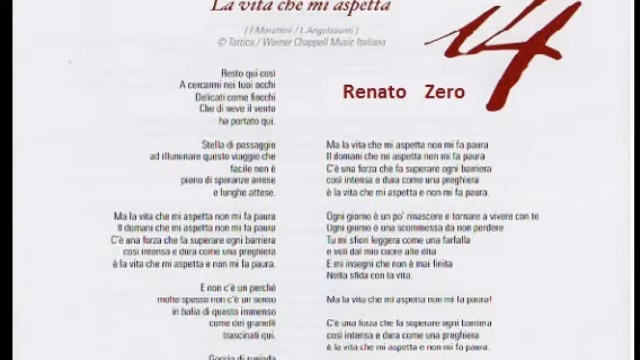 La vita che mi aspetta
( F.Morettini / L.Angelosanti )
© Tattica / Warner Chappell Music Italiana
14
Renato Zero
Resto qui così
A cercarmi nei tuoi occhi
Delicati come fiocchi
Che di neve il vento
ha portato qui.
Stella di passaggio
ad illuminare questo viaggio che
facile non è
pieno di speranze arrese
e lunghe attese.
Ma la vita che mi aspetta non mi fa paura
Il domani che mi aspetta non mi fa paura
C'è una forza che fa superare ogni barriera
così intensa e dura come una preghiera
è la vita che mi aspetta e non mi fa paura.
E non c'è un perché
molto spesso non c'è un senso
in balia di questo immenso
come dei granelli
trascinati qui.
Goccia di rugiada
Ma la vita che mi aspetta non mi fa paura
Il domani che mi aspetta non mi fa paura
C'è una forza che fa superare ogni barriera
così intensa e dura come una preghiera
è la vita che mi aspetta e non mi fa paura.
Ogni giorno è un po' rinascere e tornare a vivere con te
Ogni giorno è una scommessa da non perdere
Tu mi sfiori leggera come una farfalla
e voli dal mio cuore alle dita
E mi insegni che non è mai finita
Nella sfida con la vita.
Ma la vita che mi aspetta non mi fa paura!
C'è una forza che fa superare ogni barriera
così intensa e dura come una preghiera
è la vita che mi aspetta e non mi fa paura.